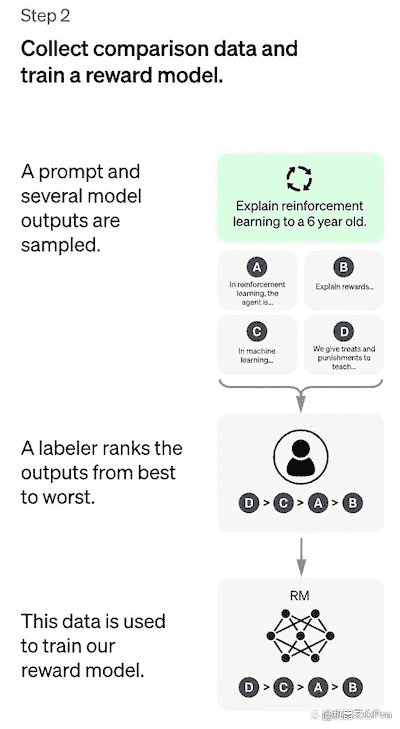 Step 2
Collect comparison data and
train a reward model.
A prompt and
several model
outputs are
sampled.
Explain reinforcement
learning to a 6 year old.
A
In reinforcement
learning, the
agent is...
B
Explain rewards...
C
In machine
learning...
D
We give treats and
punishments to
teach...
A labeler ranks the
outputs from best
to worst.
D > C > A > B
This data is used
to train our
reward model.
RM
D > C > A > B